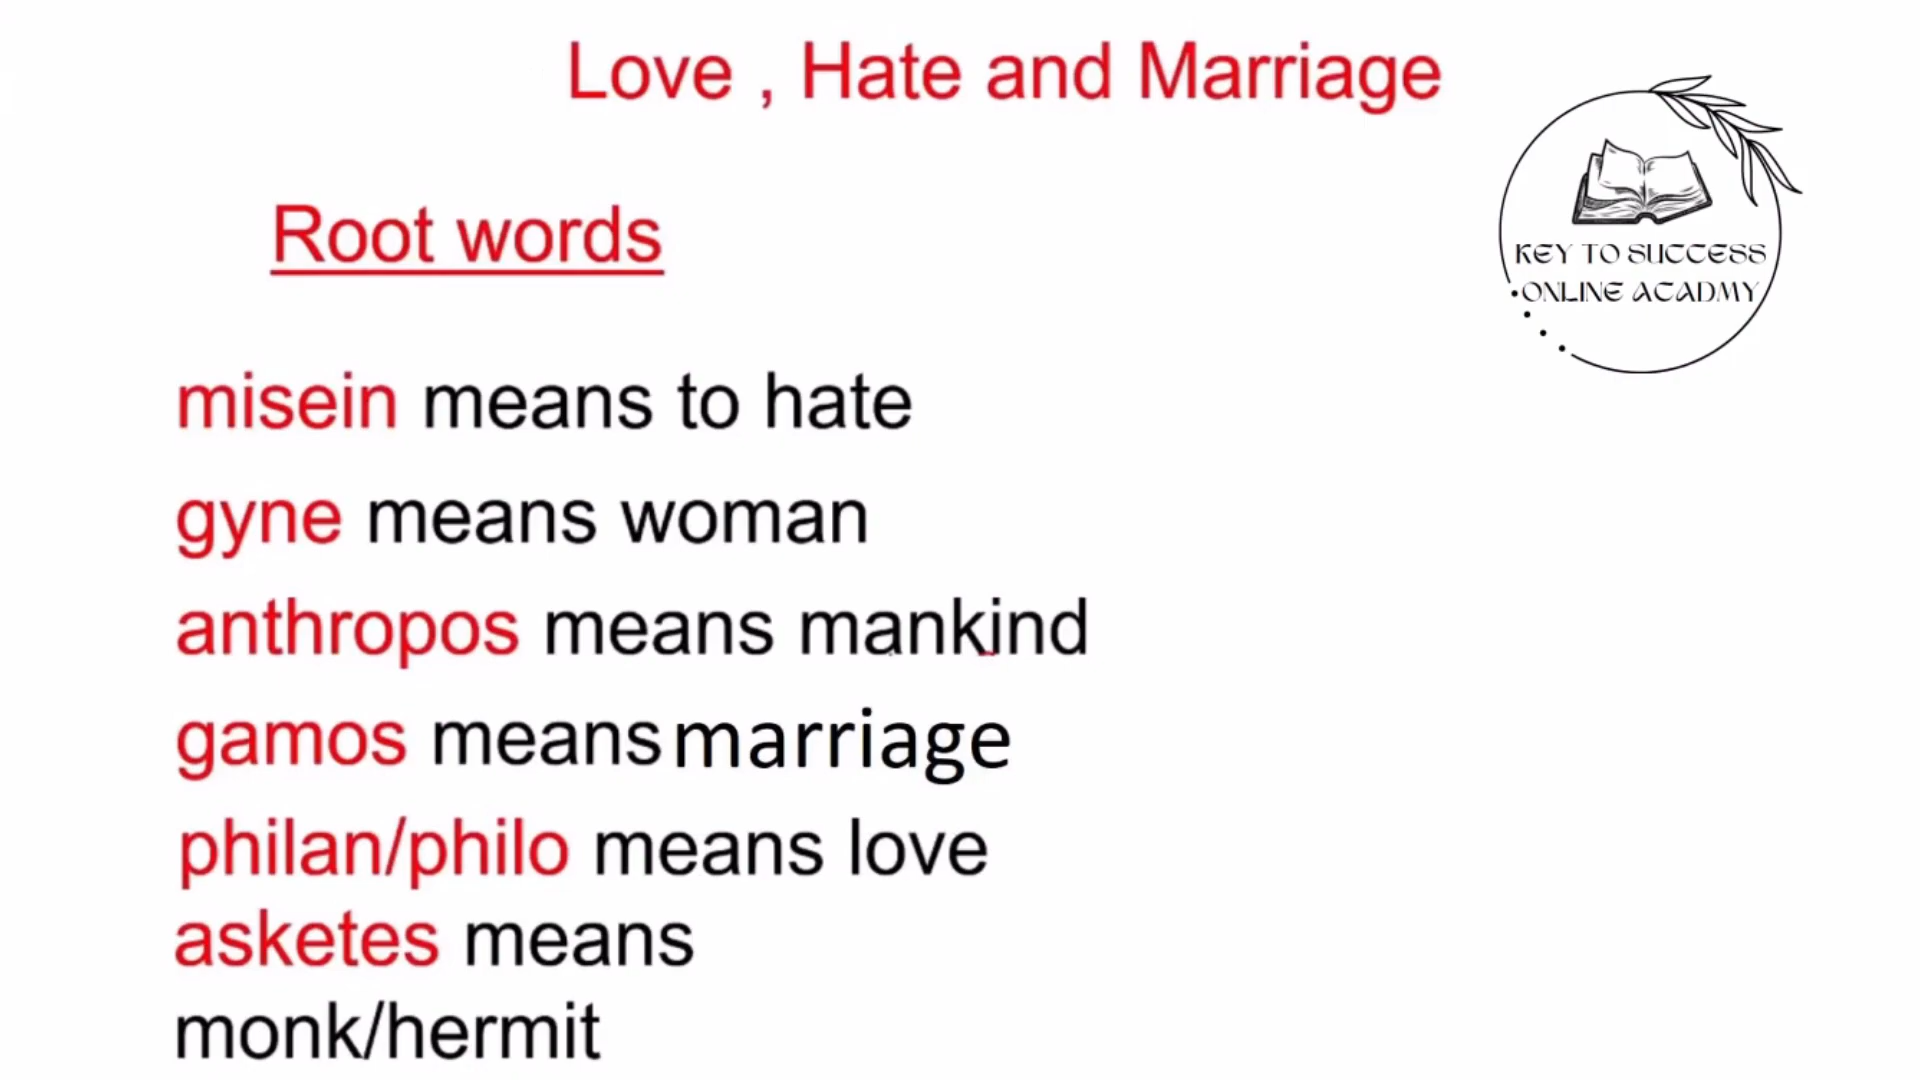 Love , Hate and Marriage
Root words
KEY TO SUCCESS
ONLINE ACADMY
misein means to hate
gyne means woman
anthropos means mankind
gamos means marriage
philan/philo means love
asketes means
monk/hermit